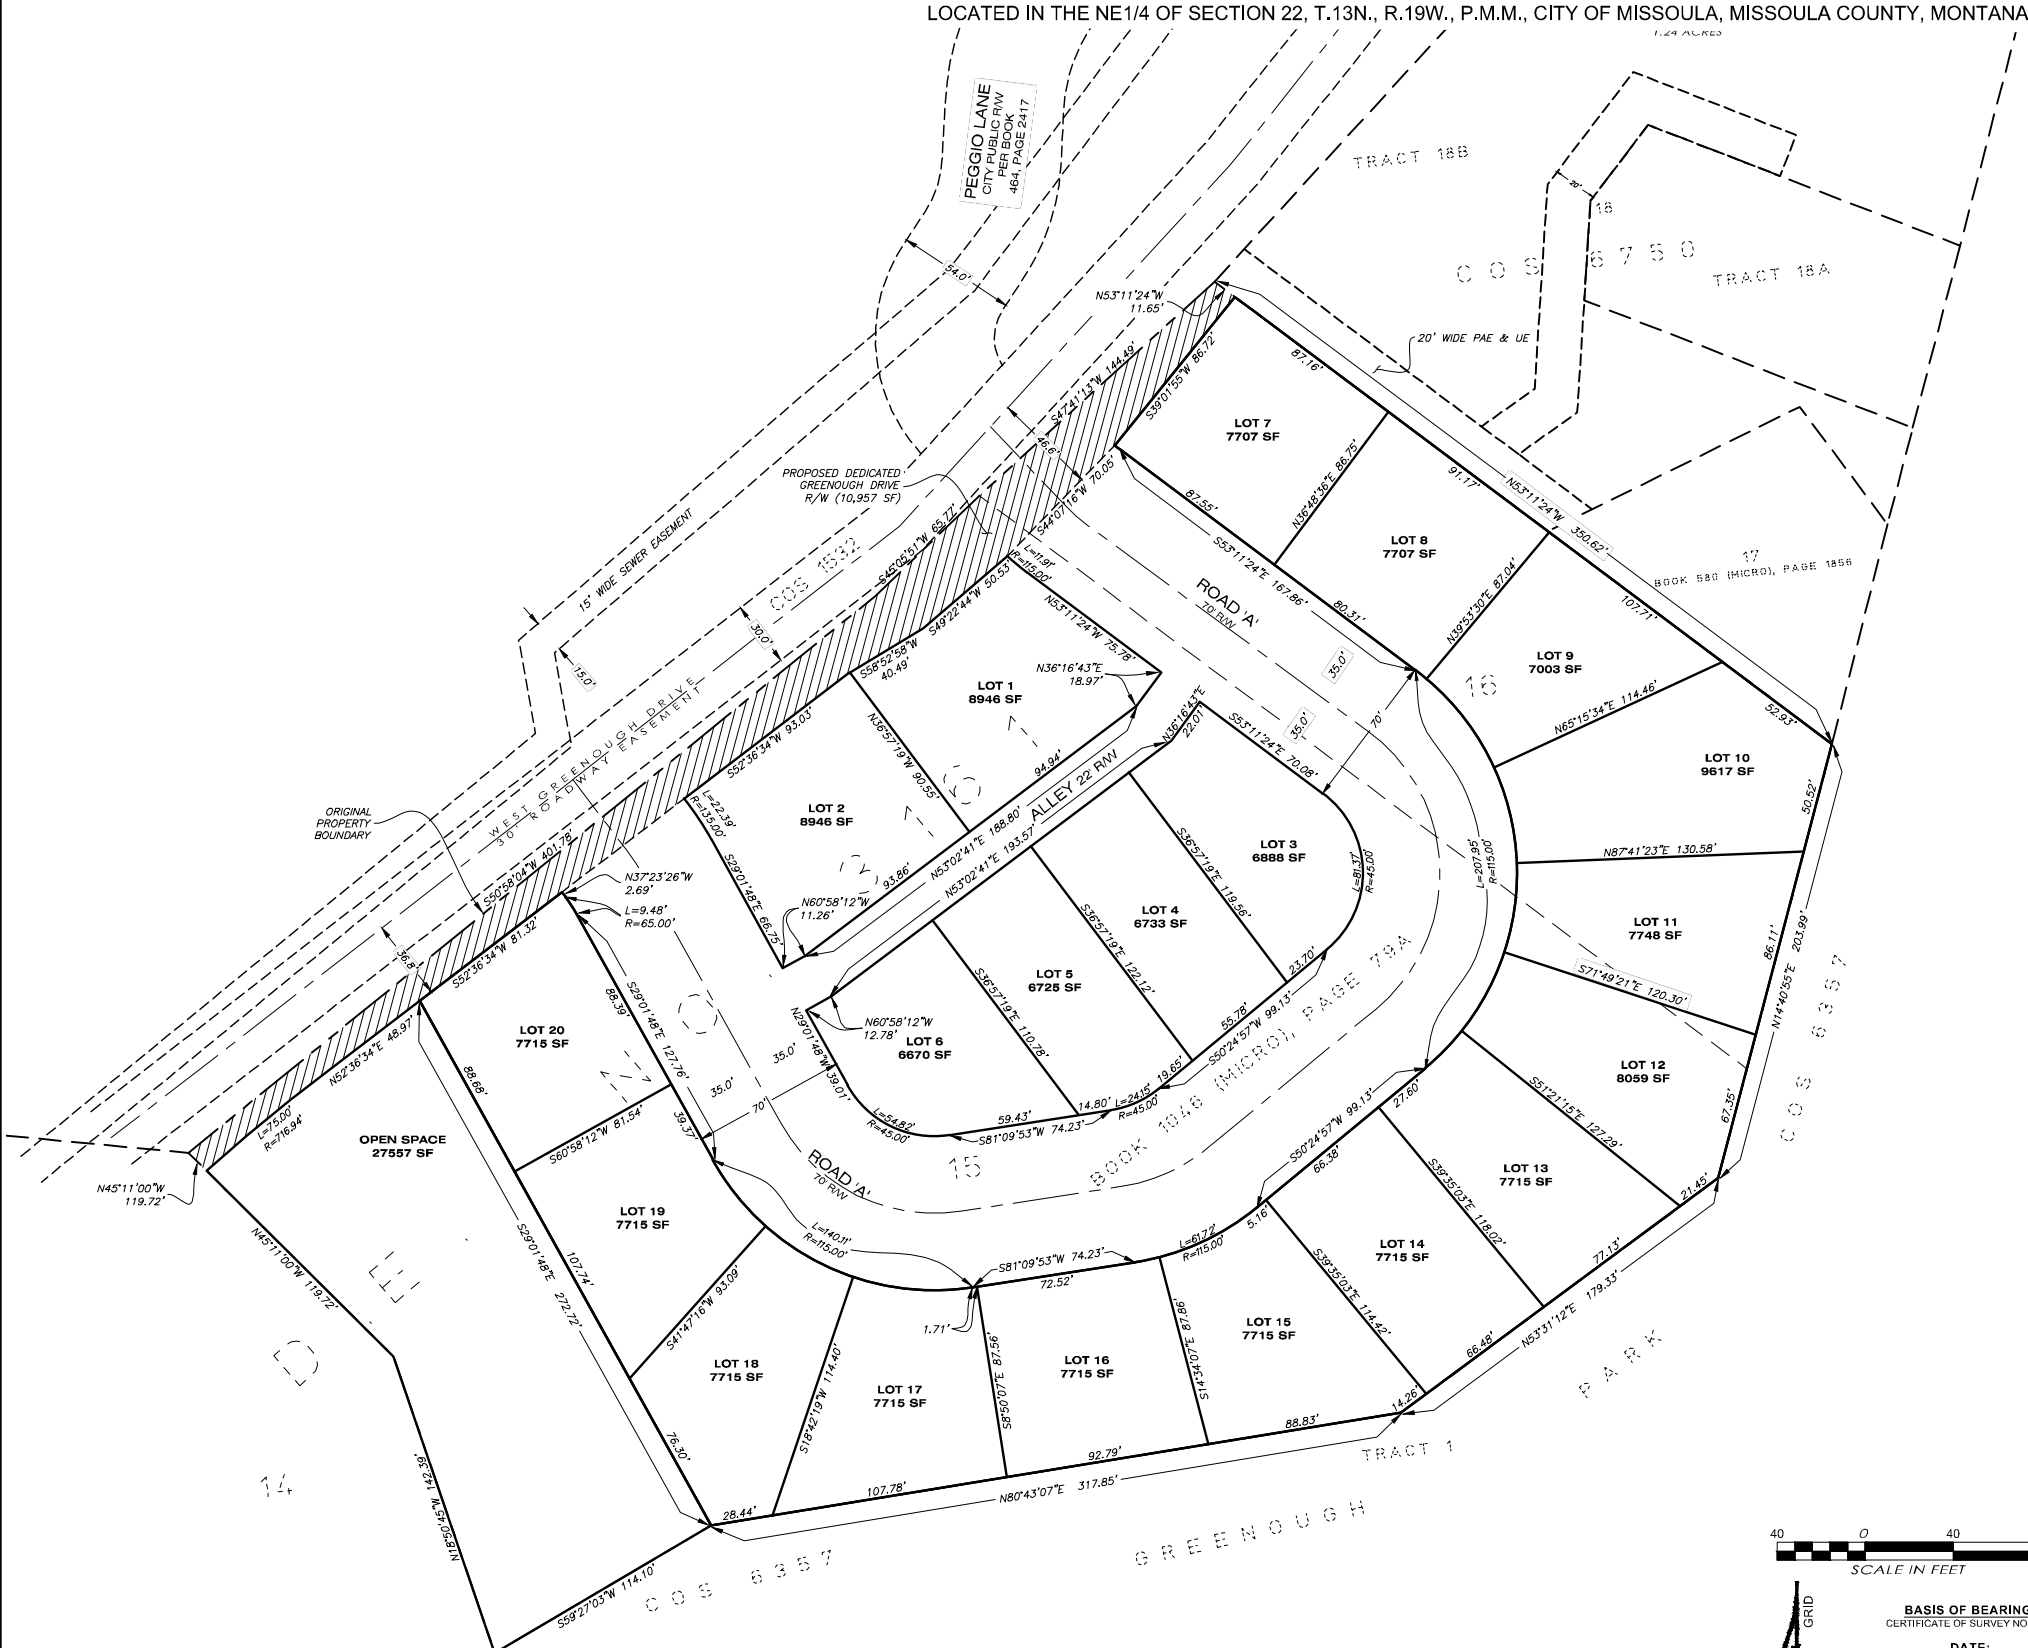 LOCATED IN THE NE1/4 OF SECTION 22, T.13N., R.19W., P.M.M., CITY OF MISSOULA, MISSOULA COUNTY, MONTANA
1.24 ACRES
PEGGIO LANE
CITY PUBLIC R/W
PER BOOK
464, PAGE 2417
54.0'
TRACT 18B
20'
18
COS 6750
TRACT 18A
20' WIDE PAE & UE
N53°11'24"W
11.65'
S47°41'13"W 144.49'
S39°01'55"W 86.72'
87.16'
46.6'
LOT 7
7707 SF
N36°48'36"E 86.75'
91.17'
N53°11'24"W 350.62'
PROPOSED DEDICATED
GREENOUGH DRIVE
R/W (10,957 SF)
S44°07'16"W 70.05'
87.55'
S53°11'24"E 167.86'
80.31'
LOT 8
7707 SF
N39°53'30"E 87.04'
17
BOOK 580 (MICRO), PAGE 1856
107.71'
15' WIDE SEWER EASEMENT
15.0'
COS 1532
30.0'
S45°05'51"W 65.77'
S49°22'44"W 50.53'
L=11.91'
R=115.00'
N53°11'24"W 75.78'
ROAD 'A'
70' R/W
35.0'
35.0'
70'
16
LOT 9
7003 SF
N65°15'34"E 114.46'
52.93'
S58°52'58"W
40.49'
N36°16'43"E
18.97'
LOT 1
8946 SF
N36°57'19"W 90.55'
94.94'
N36°16'43"E
22.01'
S53°11'24"E 70.08'
LOT 10
9617 SF
50.52'
WEST GREENOUGH DRIVE
30' ROADWAY EASEMENT
S52°36'34"W 93.03'
L=22.39'
R=135.00'
LOT 2
8946 SF
S29°01'48"E 66.75'
93.86'
N53°02'41"E 188.80'
ALLEY 22' R/W
N53°02'41"E 193.57'
ORIGINAL
PROPERTY
BOUNDARY
S50°58'04"W 401.78'
N37°23'26"W
2.69'
L=9.48'
R=65.00'
N60°58'12"W
11.26'
S36°57'19"E 119.56'
LOT 3
6888 SF
L=81.37'
R=45.00'
L=207.95'
R=115.00'
N87°41'23"E 130.58'
LOT 4
6733 SF
S36°57'19"E 122.12'
23.70'
LOT 11
7748 SF
86.11'
N14°40'55"E 203.99'
S71°49'21"E 120.30'
36.8'
S52°36'34"W 81.32'
88.39'
S29°01'48"E 127.76'
39.37'
LOT 5
6725 SF
S36°57'19"E 110.78'
55.78'
S50°24'57"W 99.13'
19.65'
N60°58'12"W
12.78'
LOT 6
6670 SF
N29°01'48"W 39.01'
L=54.82'
R=45.00'
59.43'
S81°09'53"W 74.23'
14.80'
L=24.15'
R=45.00'
BOOK 1046 (MICRO), PAGE 79A
15
35.0'
35.0'
70'
LOT 20
7715 SF
88.68'
S60°58'12"W 81.54'
N52°36'34"E 48.97'
L=75.00'
R=716.94'
OPEN SPACE
27557 SF
N45°11'00"W
119.72'
N45°11'00"W 119.72'
LOT 12
8059 SF
67.35'
COS 6357
S51°21'15"E 127.29'
27.60'
S50°24'57"W 99.13'
66.38'
5.16'
LOT 13
7715 SF
21.45'
S39°35'03"E 118.02'
77.13'
N53°31'12"E 179.33'
LOT 14
7715 SF
S39°35'03"E 114.42'
66.48'
14.26'
PARK
ROAD 'A'
70' R/W
LOT 19
7715 SF
107.74'
S29°01'48"E 272.72'
S41°47'16"W 93.09'
L=140.11'
R=115.00'
S81°09'53"W 74.23'
72.52'
1.71'
L=61.72'
R=115.00'
LOT 15
7715 SF
S14°34'07"E 87.86'
88.83'
LOT 16
7715 SF
S8°50'07"E 87.56'
92.79'
LOT 17
7715 SF
S18°42'19"W 114.40'
107.78'
LOT 18
7715 SF
76.30'
28.44'
N80°43'07"E 317.85'
TRACT 1
GREENOUGH
COS 6357
14
N18°50'45"W 142.39'
S59°27'03"W 114.10'
40 0 40
SCALE IN FEET
GRID
BASIS OF BEARING
CERTIFICATE OF SURVEY NO
DATE: